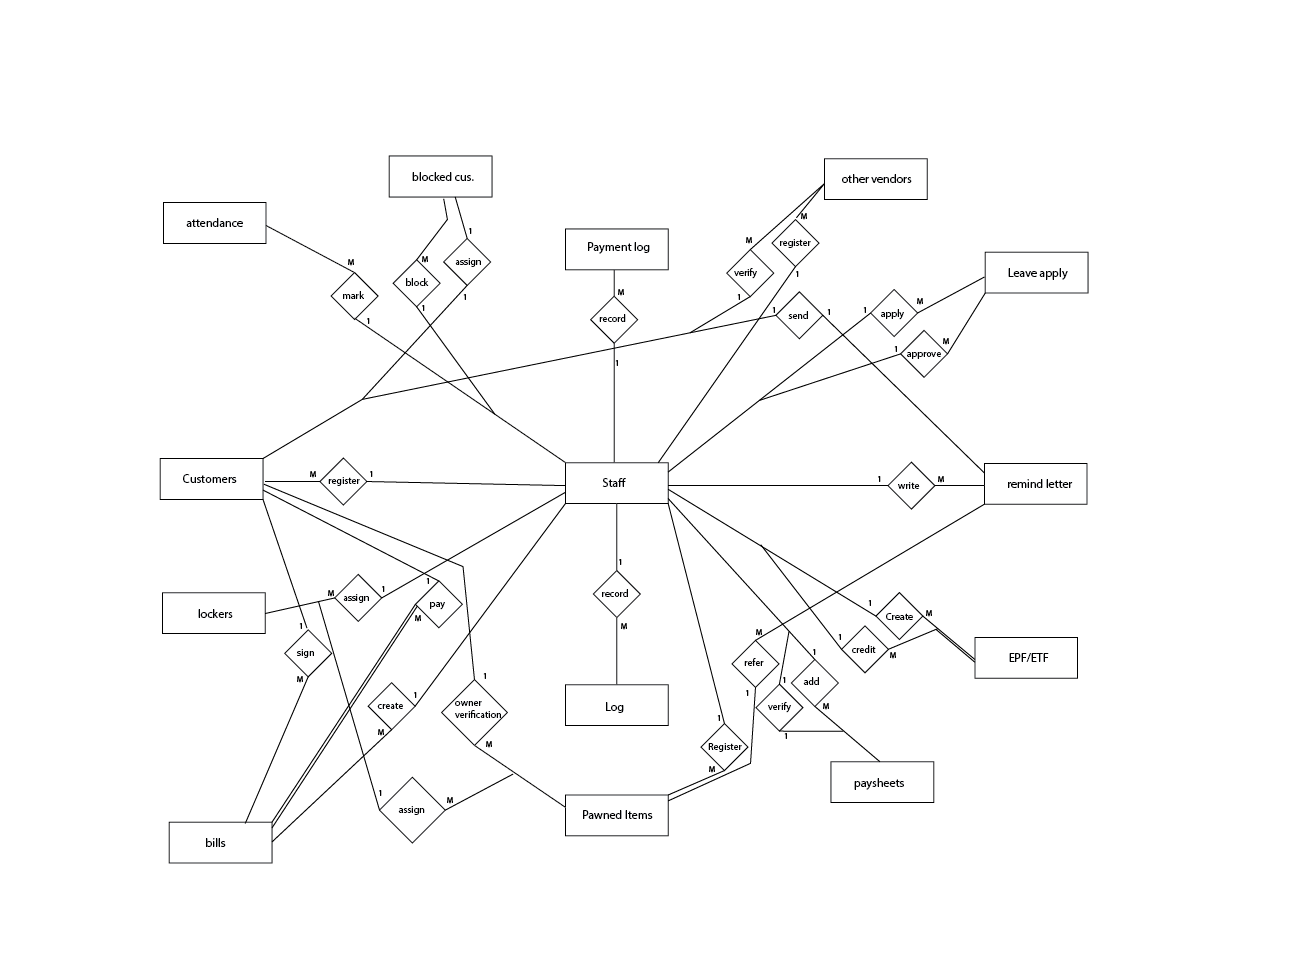 blocked cus.
other vendors
attendance
Payment log
M
register
1
M
assign
verify
1
1
Leave apply
M
M
block
mark
1
1
1
M
record
1
send
1
1
apply
M
1
approve
M
1
Customers
M
register
1
Staff
1
write
M
remind letter
1
record
M
Log
lockers
M
assign
1
1
pay
M
1
sign
M
create
1
M
1
owner
verification
M
M
refer
1
1
add
M
1
verify
1
1
Create
M
1
credit
M
EPF/ETF
1
Register
M
paysheets
1
assign
M
Pawned Items
bills